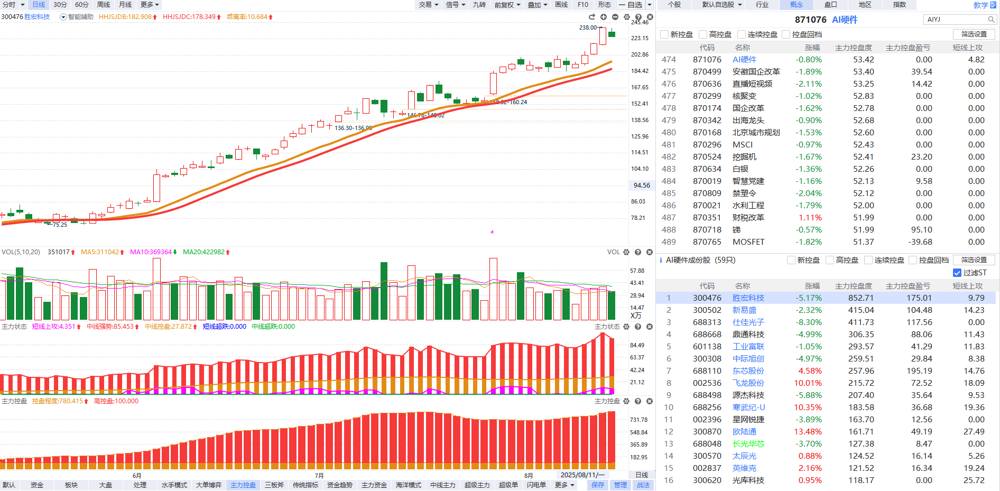 分时 日线 30分 60分 周线 月线 更多 交易 信号 九转 前复权 叠加 画线 F10 形态 一 自选
300476 胜宏科技 智能辅助 HHJSJDB:182.908 HHJSJDC:178.349 乖离率:10.684
245.46
238.00
223.15
202.86
184.42
167.65
158.92-160.24
152.41
146.78-148.02
138.56
136.30-136.90
125.96
114.51
104.10
94.56
86.03
78.21
75.25
VOL(5,10,20) 351017 MA5:311042 MA10:369364 MA20:422982 VOL
57.88
43.41
28.94
14.47
X万
主力状态 短线上攻:4.351 中线强势:85.453 中线控盘:27.872 短线超跌:0.000 中线超跌:0.000 主力状态
84.49
63.37
42.24
21.12
主力控盘 控盘程度:780.415 高控盘:100.000 主力控盘
731.78
548.84
365.89
182.95
6月 7月 8月 2025/08/11/一 日线
默认 资金 板块 大盘 处理 水手模式 大单博弈 主力控盘 三板斧 传统指标 资金趋势 主力资金 海洋模式 中线主力 超级主力 超级单 闪电单 更多 保存 管理 战法
个股 默认自选股 行业 概念 盘口 地区 指数 教学
871076 AI硬件 AIYJ
新控盘 高控盘 连续控盘 控盘回档 筛选设置
代码 名称 涨幅 主力控盘度 主力控盘盈亏 短线上攻
474 871076 AI硬件 -0.80% 53.42 0.00 4.82
475 870499 安徽国企改革 -1.89% 53.40 39.54 0.00
476 870636 直播短视频 -2.11% 53.25 14.42 0.00
477 870299 核聚变 -1.02% 52.83 0.00 0.00
478 870174 国企改革 -1.62% 52.78 0.00 0.00
479 870342 出海龙头 -0.90% 52.68 0.00 0.00
480 870168 北京城市规划 -1.53% 52.60 0.00 0.00
481 870296 MSCI -0.97% 52.43 0.00 0.00
482 870524 挖掘机 -1.67% 52.41 23.20 0.00
483 870634 白银 -1.36% 52.26 0.00 0.00
484 870019 智慧党建 -1.16% 52.13 9.58 0.00
485 870809 禁塑令 -2.04% 52.12 0.00 0.00
486 870021 水利工程 -1.79% 52.00 0.00 0.00
487 870351 财税改革 1.11% 51.99 0.00 0.00
488 870718 锑 -0.57% 51.99 95.10 0.00
489 870765 MOSFET -1.82% 51.37 -39.68 0.00
AI硬件成份股 (59只) 新控盘 高控盘 连续控盘 控盘回档 筛选设置
过滤ST
代码 名称 涨幅 主力控盘度 主力控盘盈亏 短线上攻
1 300476 胜宏科技 -5.17% 852.71 175.01 9.79
2 300502 新易盛 -2.32% 415.04 104.48 14.23
3 688313 仕佳光子 -8.30% 411.73 117.56 0.00
4 688668 鼎通科技 -4.99% 306.35 88.06 11.43
5 601138 工业富联 -1.05% 293.57 41.29 11.83
6 300308 中际旭创 -4.97% 259.51 29.84 8.38
7 688110 东芯股份 4.58% 257.96 195.19 14.76
8 002536 飞龙股份 10.01% 215.72 72.52 18.09
9 688498 源杰科技 -5.88% 207.40 35.64 9.53
10 688256 寒武纪-U 10.35% 183.58 36.68 19.36
11 002396 星网锐捷 -3.89% 163.70 12.56 0.00
12 300870 欧陆通 13.48% 161.71 49.19 27.49
13 688048 长光华芯 -3.70% 127.38 8.47 0.00
14 300570 太辰光 0.88% 124.52 16.14 5.26
15 002837 英维克 2.16% 121.52 16.34 19.24
16 300620 光库科技 0.95% 118.17 0.00 25.72